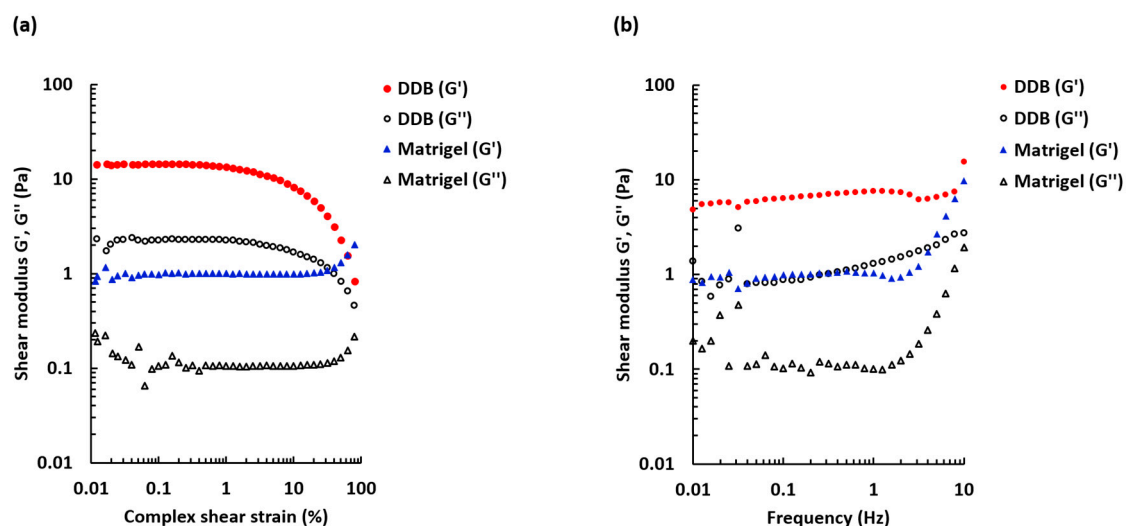 (a)
Shear modulus G', G'' (Pa)
100
10
1
0.1
0.01
0.01
0.1
1
10
80
Complex shear strain (%)
DDB (G')
DDB (G'')
Matrigel (G')
Matrigel (G'')
(b)
Shear modulus G', G'' (Pa)
100
10
1
0.1
0.01
0.01
0.1
1
10
Frequency (Hz)
DDB (G')
DDB (G'')
Matrigel (G')
Matrigel (G'')